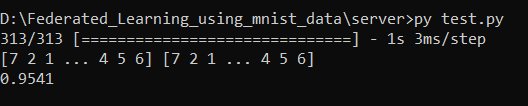 D:\Federated_Learning_using_mnist_data\server>py test.py
313/313 [==============================] - 1s 3ms/step
[7 2 1 ... 4 5 6] [7 2 1 ... 4 5 6]
0.9541